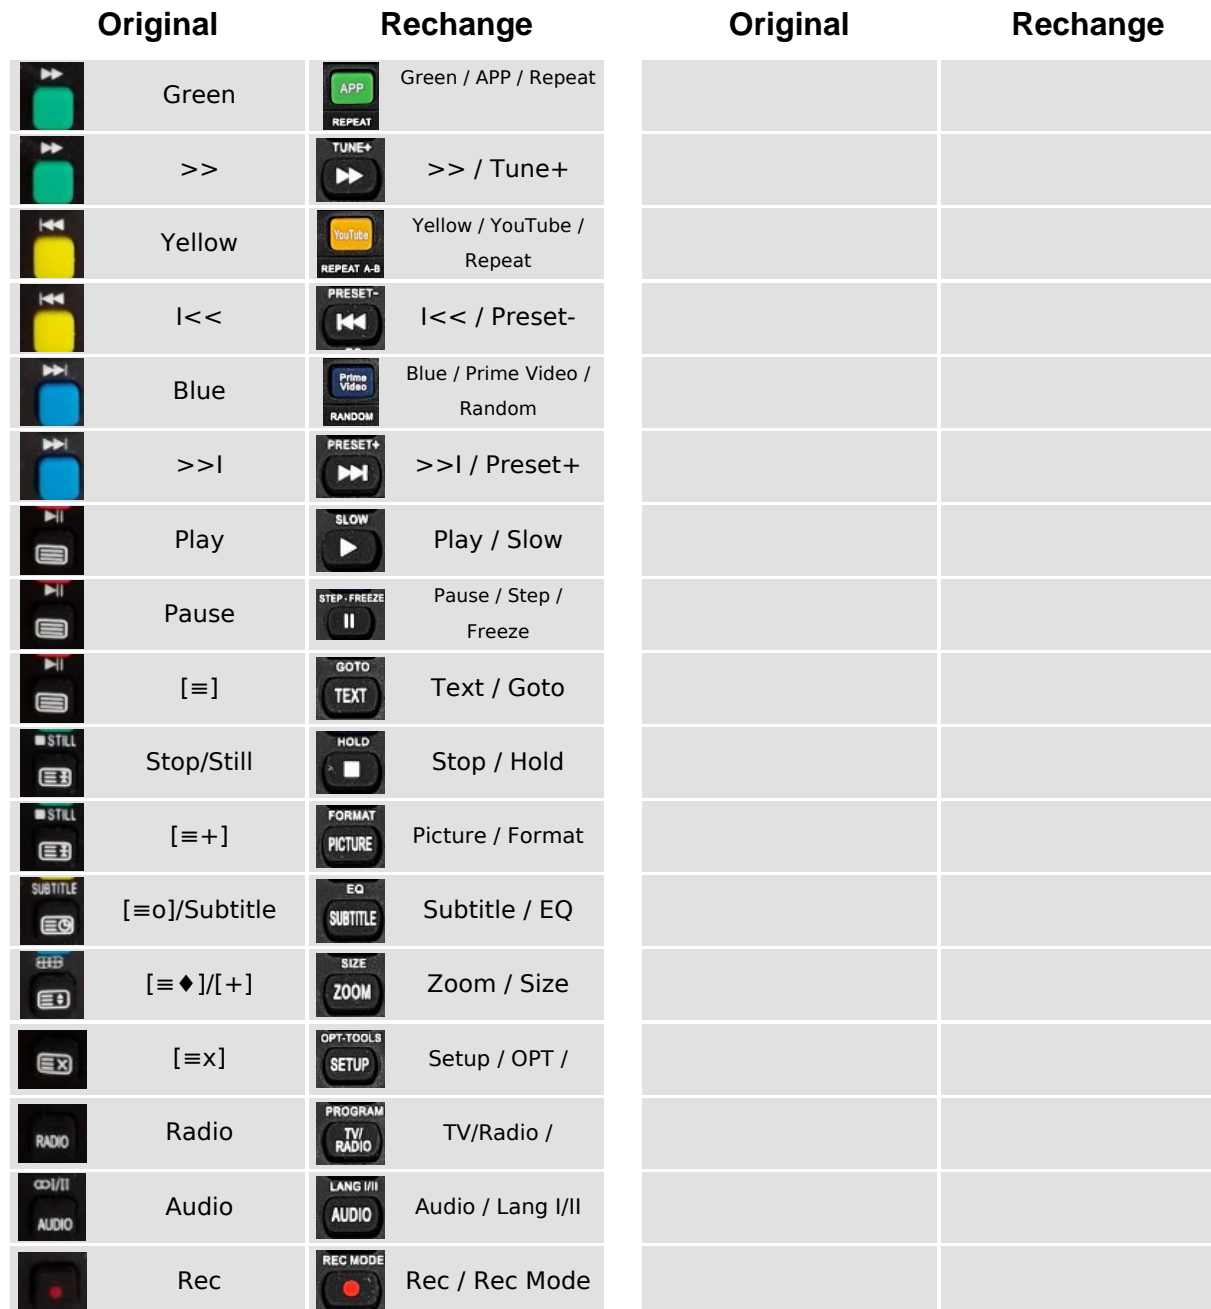 Original Rechange Original Rechange
Green APP REPEAT Green / APP / Repeat
>> TUNE+ >> / Tune+
Yellow YouTube REPEAT A-B Yellow / YouTube /
Repeat
I<< PRESET- I<< / Preset-
Blue Prime Video RANDOM Blue / Prime Video /
Random
>>I PRESET+ >>I / Preset+
Play SLOW Play / Slow
Pause STEP-FREEZE Pause / Step /
Freeze
[≡] GOTO TEXT Text / Goto
STILL Stop/Still HOLD Stop / Hold
STILL [≡+] FORMAT PICTURE Picture / Format
SUBTITLE [≡o]/Subtitle EQ SUBTITLE Subtitle / EQ
[≡♦]/[+] SIZE ZOOM Zoom / Size
[≡x] OPT-TOOLS SETUP Setup / OPT /
RADIO Radio PROGRAM TV/ RADIO TV/Radio /
I/II AUDIO Audio LANG I/II AUDIO Audio / Lang I/II
Rec REC MODE Rec / Rec Mode